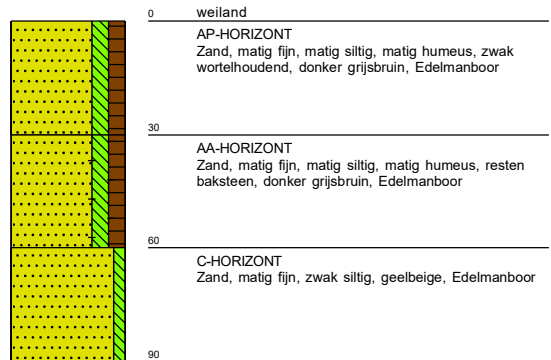 0 weiland
AP-HORIZONT
Zand, matig fijn, matig siltig, matig humeus, zwak
wortelhoudend, donker grijsbruin, Edelmanboor
30
AA-HORIZONT
Zand, matig fijn, matig siltig, matig humeus, resten
baksteen, donker grijsbruin, Edelmanboor
60
C-HORIZONT
Zand, matig fijn, zwak siltig, geelbeige, Edelmanboor
90